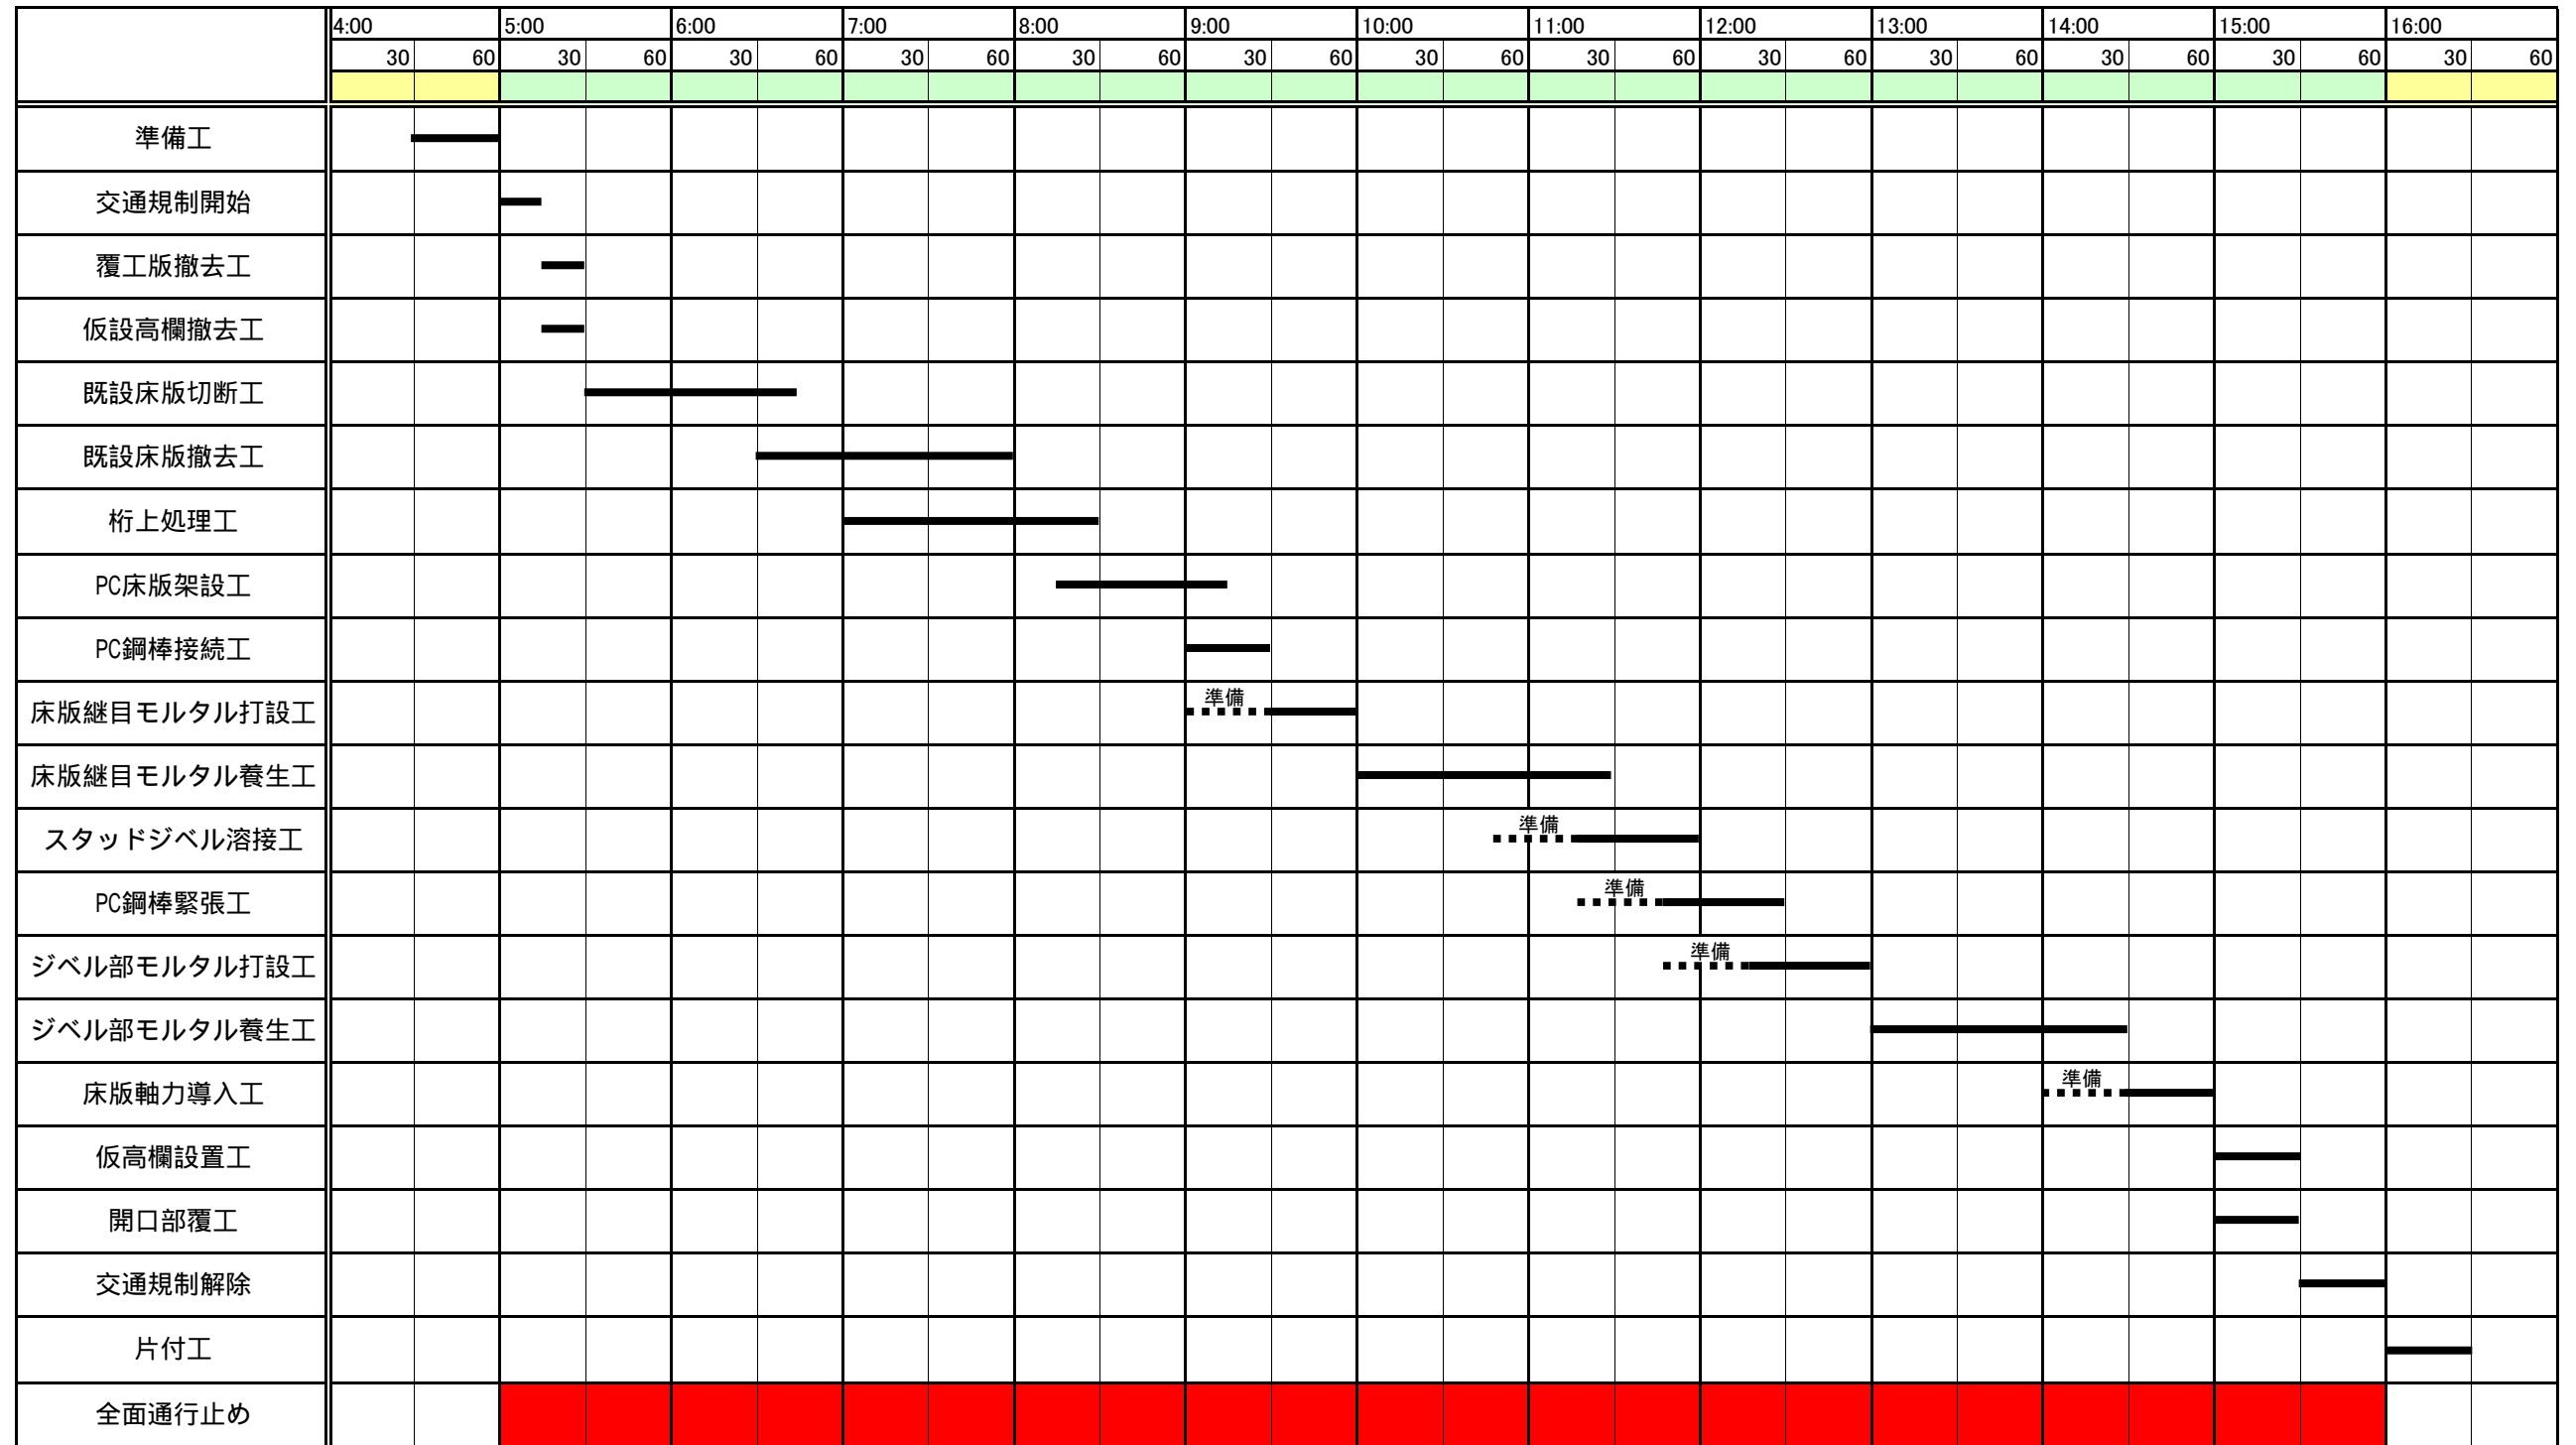 4:00 5:00 6:00 7:00 8:00 9:00 10:00 11:00 12:00 13:00 14:00 15:00 16:00
30 60 30 60 30 60 30 60 30 60 30 60 30 60 30 60 30 60 30 60 30 60 30 60 30 60
準備工
交通規制開始
覆工版撤去工
仮設高欄撤去工
既設床版切断工
既設床版撤去工
桁上処理工
PC床版架設工
PC鋼棒接続工
床版継目モルタル打設工 準備
床版継目モルタル養生工
スタッドジベル溶接工 準備
PC鋼棒緊張工 準備
ジベル部モルタル打設工 準備
ジベル部モルタル養生工
床版軸力導入工 準備
仮高欄設置工
開口部覆工
交通規制解除
片付工
全面通行止め